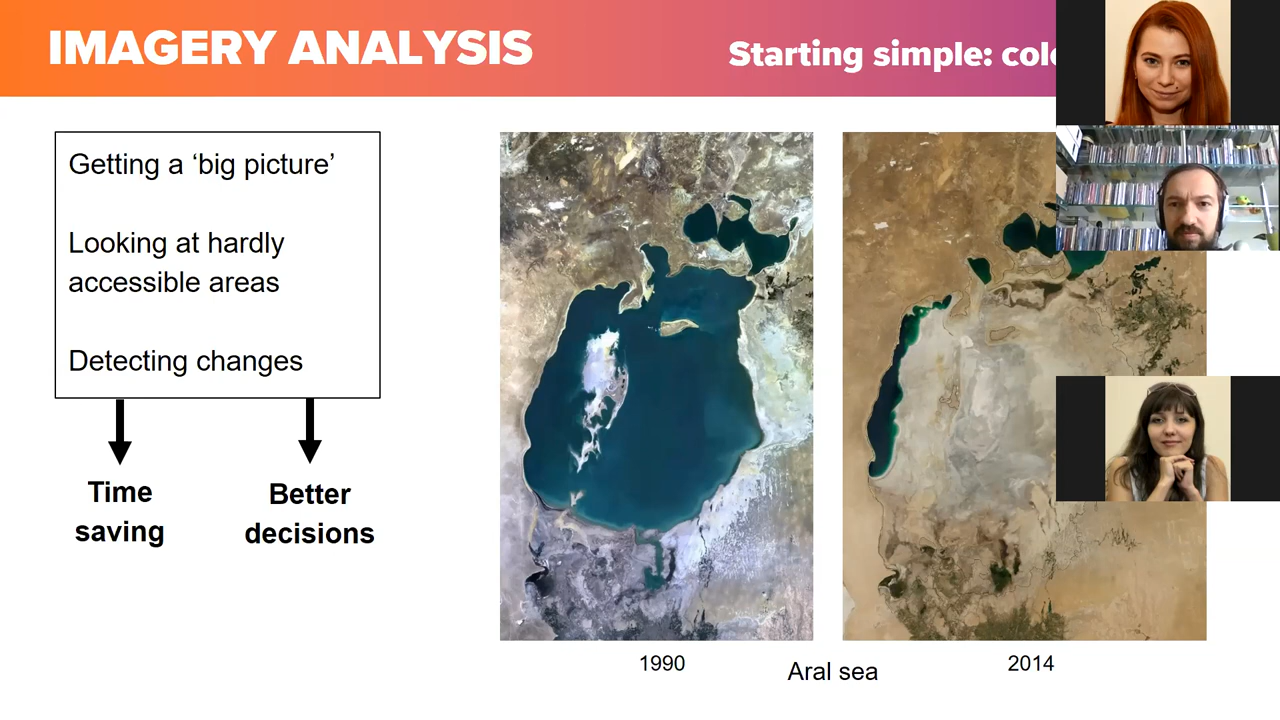 IMAGERY ANALYSIS
Starting simple:
Getting a ‘big picture’
Looking at hardly
accessible areas
Detecting changes
Time
saving
Better
decisions
1990
Aral sea
2014